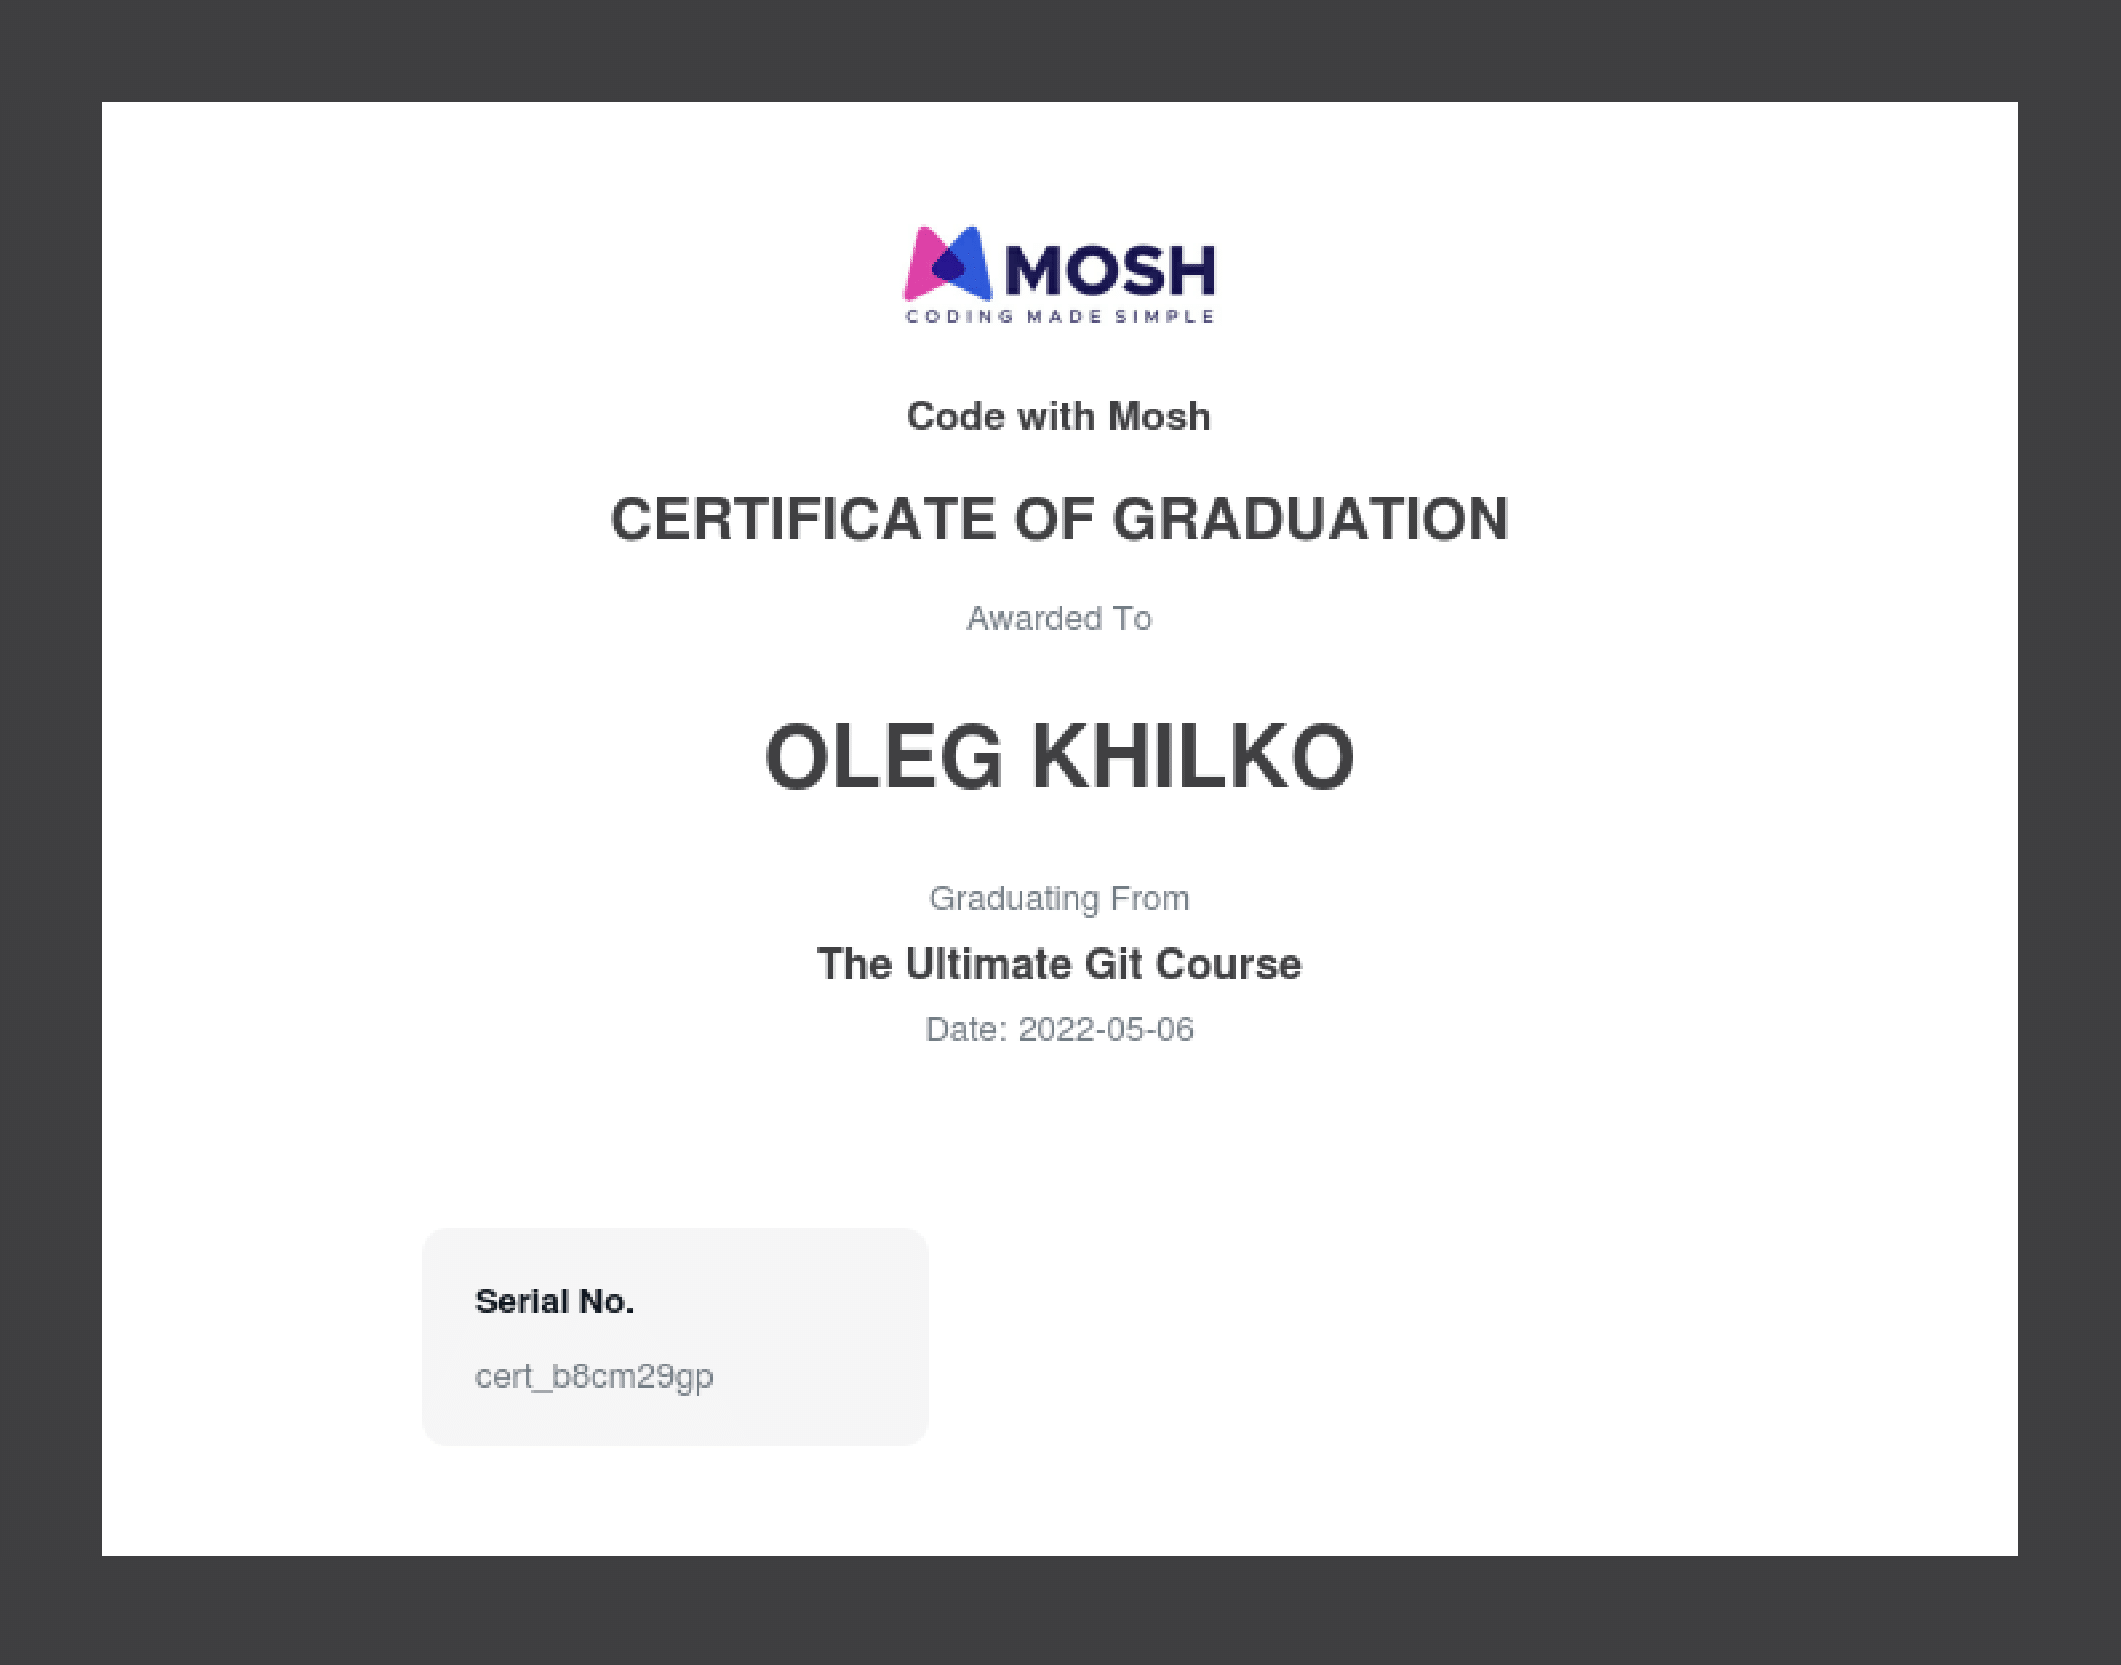 MOSH
CODING MADE SIMPLE
Code with Mosh
CERTIFICATE OF GRADUATION
Awarded To
OLEG KHILKO
Graduating From
The Ultimate Git Course
Date: 2022-05-06
Serial No.
cert_b8cm29gp